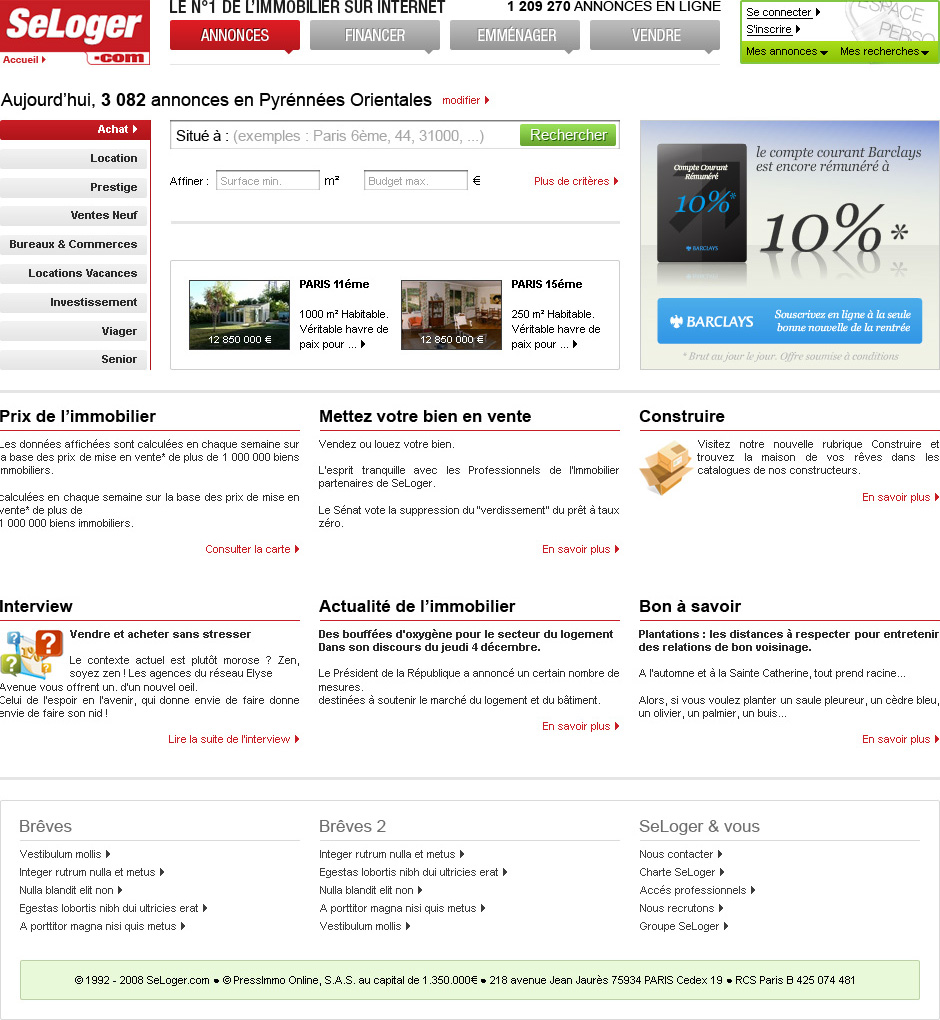 SeLoger
.com
Accueil
LE N°1 DE L'IMMOBILIER SUR INTERNET
1 209 270 ANNONCES EN LIGNE
ANNONCES
FINANCER
EMMÉNAGER
VENDRE
Se connecter
S'inscrire
ESPACE
PERSO
Mes annonces
Mes recherches
Aujourd'hui, 3 082 annonces en Pyrénnées Orientales modifier
Achat
Location
Prestige
Ventes Neuf
Bureaux & Commerces
Locations Vacances
Investissement
Viager
Senior
Situé à : (exemples : Paris 6ème, 44, 31000, ...)
Rechercher
Affiner : Surface min. m² Budget max. € Plus de critères
PARIS 11éme
1000 m² Habitable.
Véritable havre de
paix pour ...
12 850 000 €
PARIS 15éme
250 m² Habitable.
Véritable havre de
paix pour ...
12 850 000 €
Compte Courant
Rémunéré
10%*
BARCLAYS
le compte courant Barclays
est encore rémunéré à
10%*
BARCLAYS
Souscrivez en ligne à la seule
bonne nouvelle de la rentrée
* Brut au jour le jour. Offre soumise à conditions
Prix de l'immobilier
Les données affichées sont calculées en chaque semaine sur
la base des prix de mise en vente* de plus de 1 000 000 biens
immobiliers.
calculées en chaque semaine sur la base des prix de mise en
vente* de plus de
1 000 000 biens immobiliers.
Consulter la carte
Mettez votre bien en vente
Vendez ou louez votre bien.
L'esprit tranquille avec les Professionnels de l'Immobilier
partenaires de SeLoger.
Le Sénat vote la suppression du "verdissement" du prêt à taux
zéro.
En savoir plus
Construire
Visitez notre nouvelle rubrique Construire et
trouvez la maison de vos rêves dans les
catalogues de nos constructeurs.
En savoir plus
Interview
Vendre et acheter sans stresser
Le contexte actuel est plutôt morose ? Zen,
soyez zen ! Les agences du réseau Elyse
Avenue vous offrent un. d'un nouvel oeil.
Celui de l'espoir en l'avenir, qui donne envie de faire donne
envie de faire son nid !
Lire la suite de l'interview
Actualité de l'immobilier
Des bouffées d'oxygène pour le secteur du logement
Dans son discours du jeudi 4 décembre.
Le Président de la République a annoncé un certain nombre de
mesures.
destinées à soutenir le marché du logement et du bâtiment.
En savoir plus
Bon à savoir
Plantations : les distances à respecter pour entretenir
des relations de bon voisinage.
A l'automne et à la Sainte Catherine, tout prend racine...
Alors, si vous voulez planter un saule pleureur, un cèdre bleu,
un olivier, un palmier, un buis...
En savoir plus
Brêves
Vestibulum mollis
Integer rutrum nulla et metus
Nulla blandit elit non
Egestas lobortis nibh dui ultricies erat
A porttitor magna nisi quis metus
Brêves 2
Integer rutrum nulla et metus
Egestas lobortis nibh dui ultricies erat
Nulla blandit elit non
A porttitor magna nisi quis metus
Vestibulum mollis
SeLoger & vous
Nous contacter
Charte SeLoger
Accés professionnels
Nous recrutons
Groupe SeLoger
© 1992 - 2008 SeLoger.com ● © PressImmo Online, S.A.S. au capital de 1.350.000€ ● 218 avenue Jean Jaurès 75934 PARIS Cedex 19 ● RCS Paris B 425 074 481